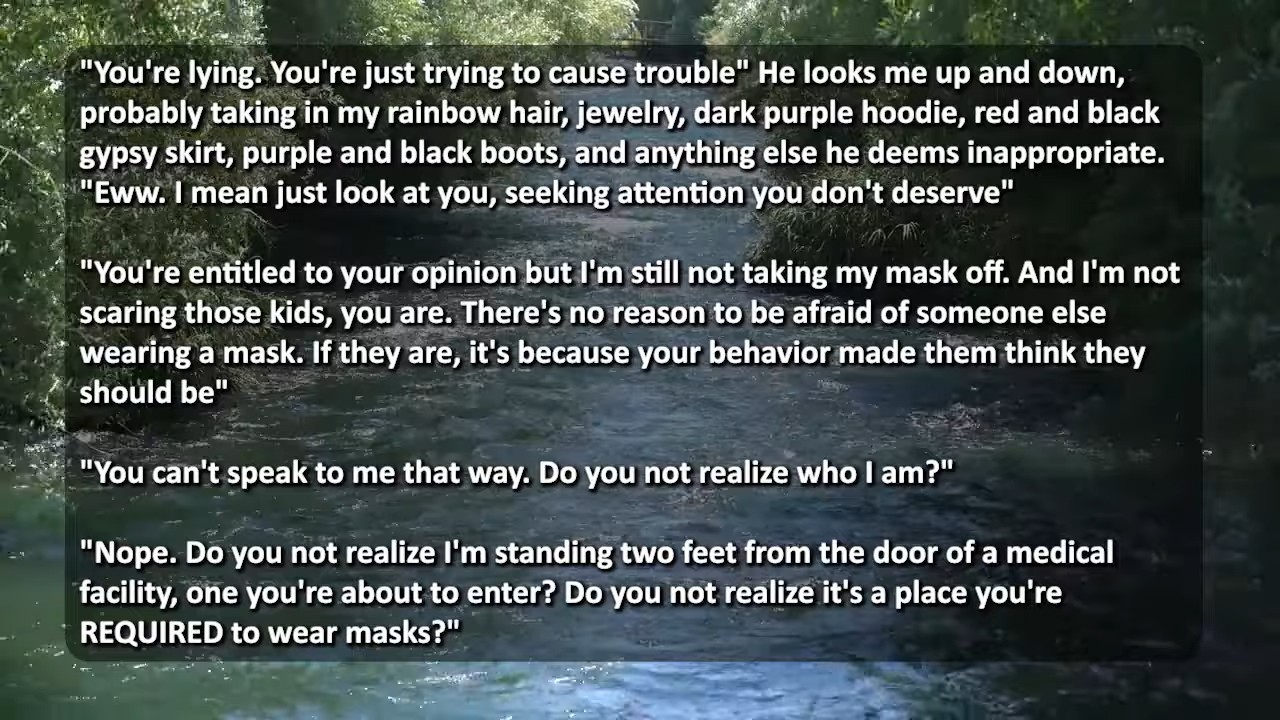 "You're lying. You're just trying to cause trouble" He looks me up and down,
probably taking in my rainbow hair, jewelry, dark purple hoodie, red and black
gypsy skirt, purple and black boots, and anything else he deems inappropriate.
"Eww. I mean just look at you, seeking attention you don't deserve"
"You're entitled to your opinion but I'm still not taking my mask off. And I'm not
scaring those kids, you are. There's no reason to be afraid of someone else
wearing a mask. If they are, it's because your behavior made them think they
should be"
"You can't speak to me that way. Do you not realize who I am?"
"Nope. Do you not realize I'm standing two feet from the door of a medical
facility, one you're about to enter? Do you not realize it's a place you're
REQUIRED to wear masks?"